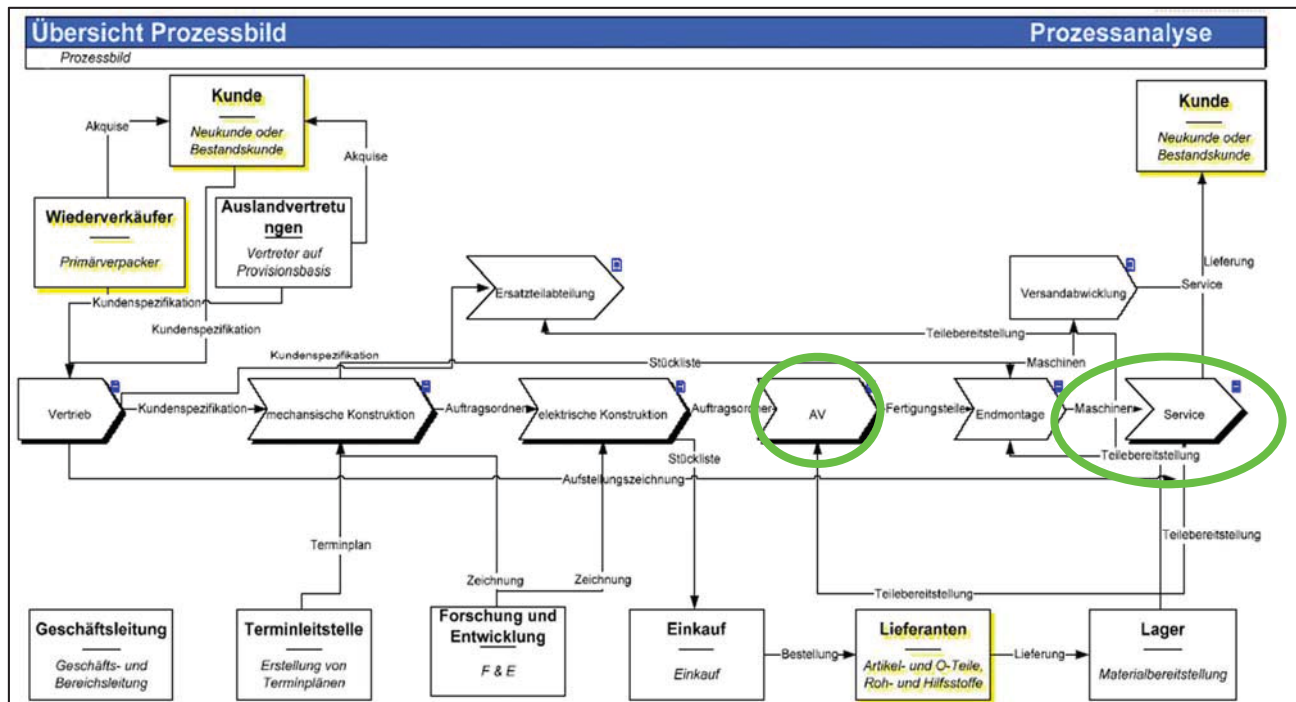 Übersicht Prozessbild
Prozessanalyse
Prozessbild
Kunde
Neukunde oder
Bestandskunde
Akquise
Akquise
Wiederverkäufer
Primärverpacker
Auslandvertretu
ngen
Vertreter auf
Provisionsbasis
Kunde
Neukunde oder
Bestandskunde
Lieferung
Service
Kundenspezifikation
Kundenspezifikation
Ersatzteilabteilung
Versandabwicklung
Teilebereitstellung
Kundenspezifikation
Stückliste
Maschinen
Vertrieb
Kundenspezifikation
mechansische Konstruktion
Auftragsordner
elektrische Konstruktion
Auftragsordner
AV
Fertigungsteile
Endmontage
Maschinen
Service
Stückliste
Teilebereitstellung
Aufstellungszeichnung
Terminplan
Teilebereitstellung
Zeichnung
Zeichnung
Teilebereitstellung
Geschäftsleitung
Geschäfts- und
Bereichsleitung
Terminleitstelle
Erstellung von
Terminplänen
Forschung und
Entwicklung
F & E
Einkauf
Einkauf
Bestellung
Lieferanten
Artikel- und O-Teile,
Roh- und Hilfsstoffe
Lieferung
Lager
Materialbereitstellung